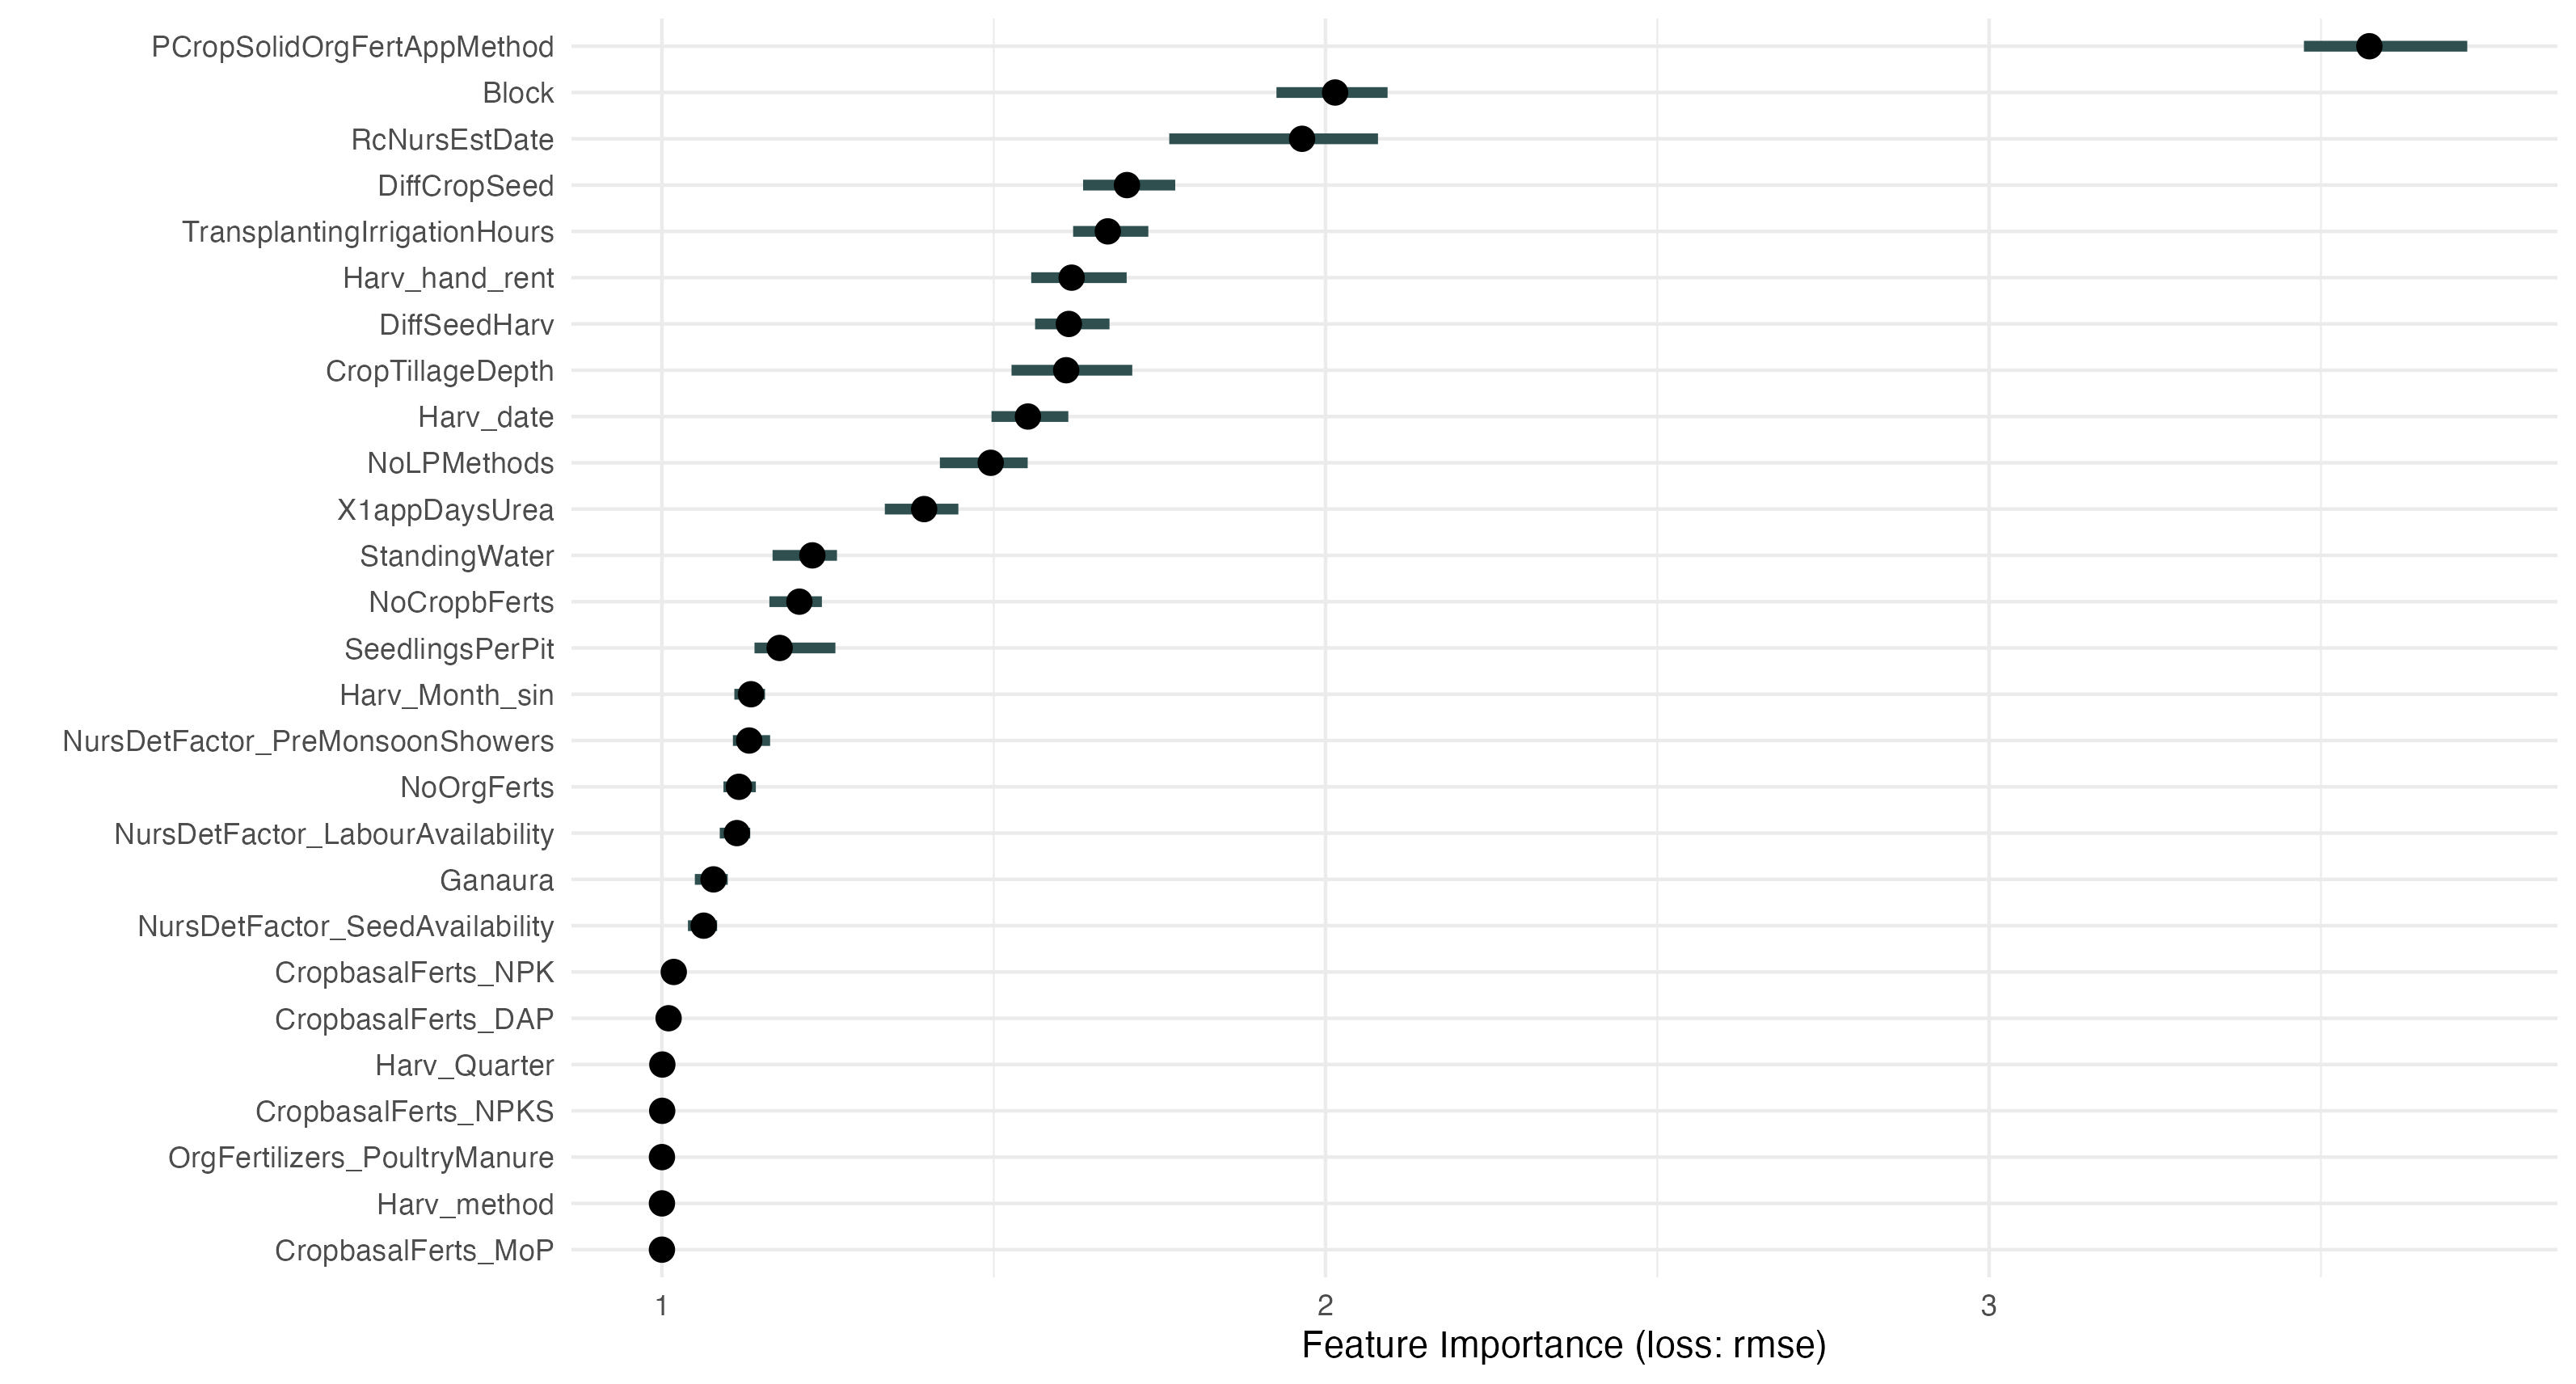 PCropSolidOrgFertAppMethod
Block
RcNursEstDate
DiffCropSeed
TransplantingIrrigationHours
Harv_hand_rent
DiffSeedHarv
CropTillageDepth
Harv_date
NoLPMethods
X1appDaysUrea
StandingWater
NoCropbFerts
SeedlingsPerPit
Harv_Month_sin
NursDetFactor_PreMonsoonShowers
NoOrgFerts
NursDetFactor_LabourAvailability
Ganaura
NursDetFactor_SeedAvailability
CropbasalFerts_NPK
CropbasalFerts_DAP
Harv_Quarter
CropbasalFerts_NPKS
OrgFertilizers_PoultryManure
Harv_method
CropbasalFerts_MoP
1 2 3
Feature Importance (loss: rmse)